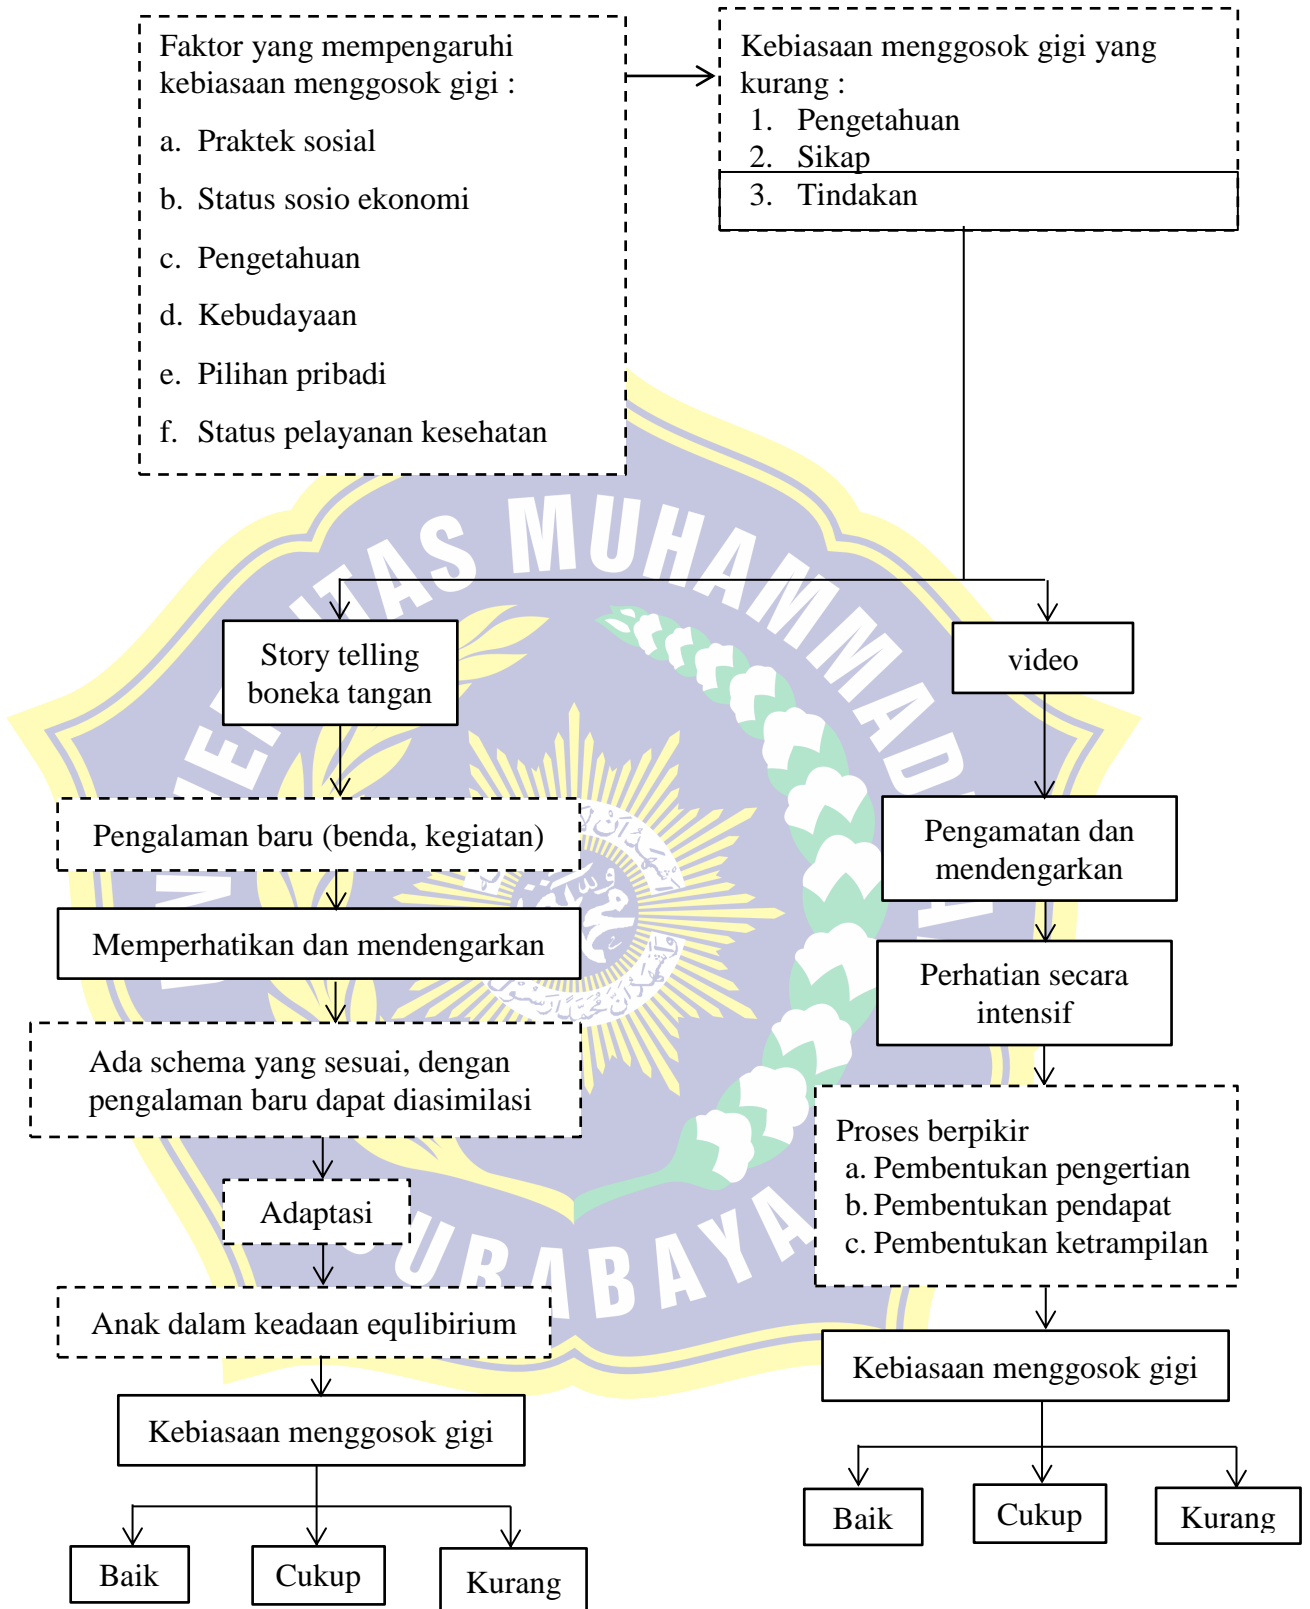 Faktor yang mempengaruhi
kebiasaan menggosok gigi :
a. Praktek sosial
b. Status sosio ekonomi
c. Pengetahuan
d. Kebudayaan
e. Pilihan pribadi
f. Status pelayanan kesehatan
Kebiasaan menggosok gigi yang
kurang :
1. Pengetahuan
2. Sikap
3. Tindakan
Story telling
boneka tangan
Pengalaman baru (benda, kegiatan)
Memperhatikan dan mendengarkan
Ada schema yang sesuai, dengan
pengalaman baru dapat diasimilasi
Adaptasi
Anak dalam keadaan equlibirium
Kebiasaan menggosok gigi
Baik
Cukup
Kurang
video
Pengamatan dan
mendengarkan
Perhatian secara
intensif
Proses berpikir
a. Pembentukan pengertian
b. Pembentukan pendapat
c. Pembentukan ketrampilan
Kebiasaan menggosok gigi
Baik
Cukup
Kurang
SURABAYA